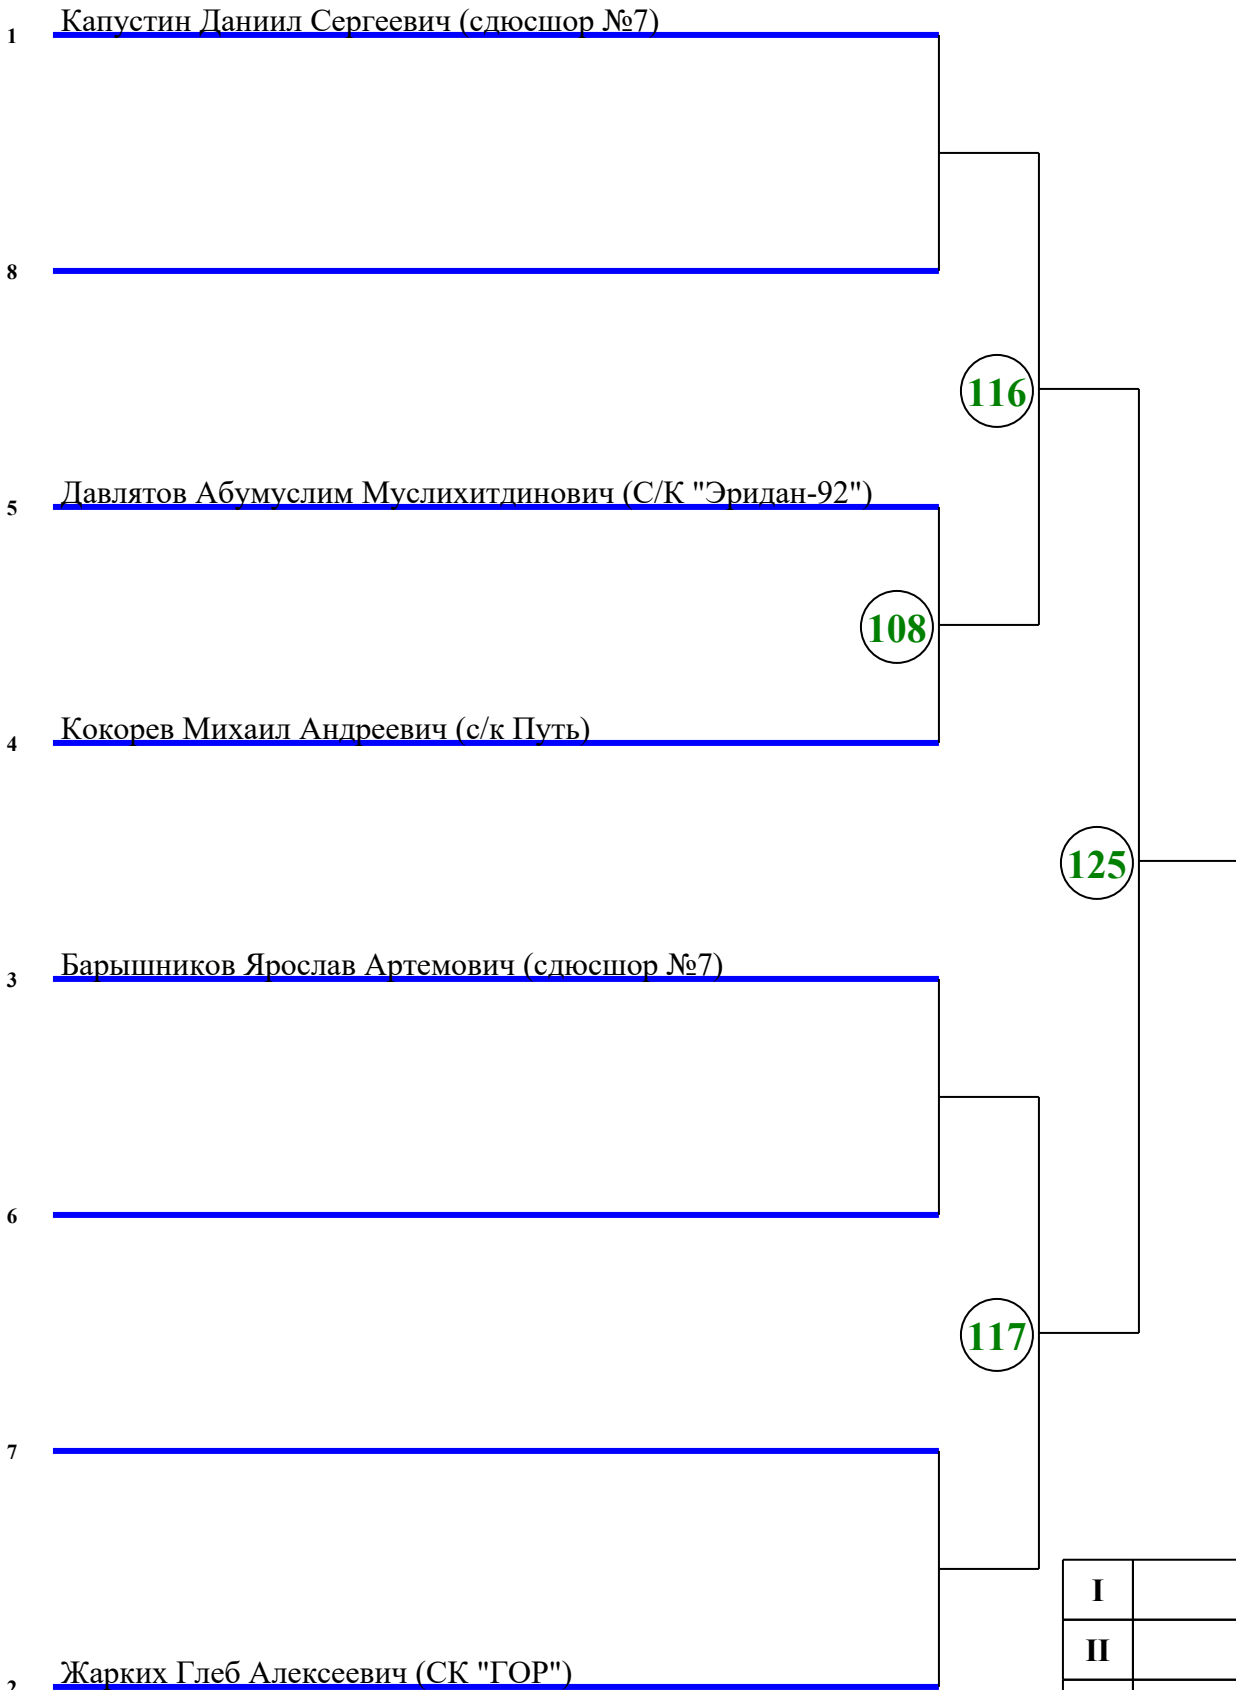 1 Капустин Даниил Сергеевич (сдюсшор №7)
8
116
5 Давлятов Абумуслим Муслихитдинович (С/К "Эридан-92")
108
4 Кокорев Михаил Андреевич (с/к Путь)
125
3 Барышников Ярослав Артемович (сдюсшор №7)
6
117
7
I
II
2 Жарких Глеб Алексеевич (СК "ГОР")